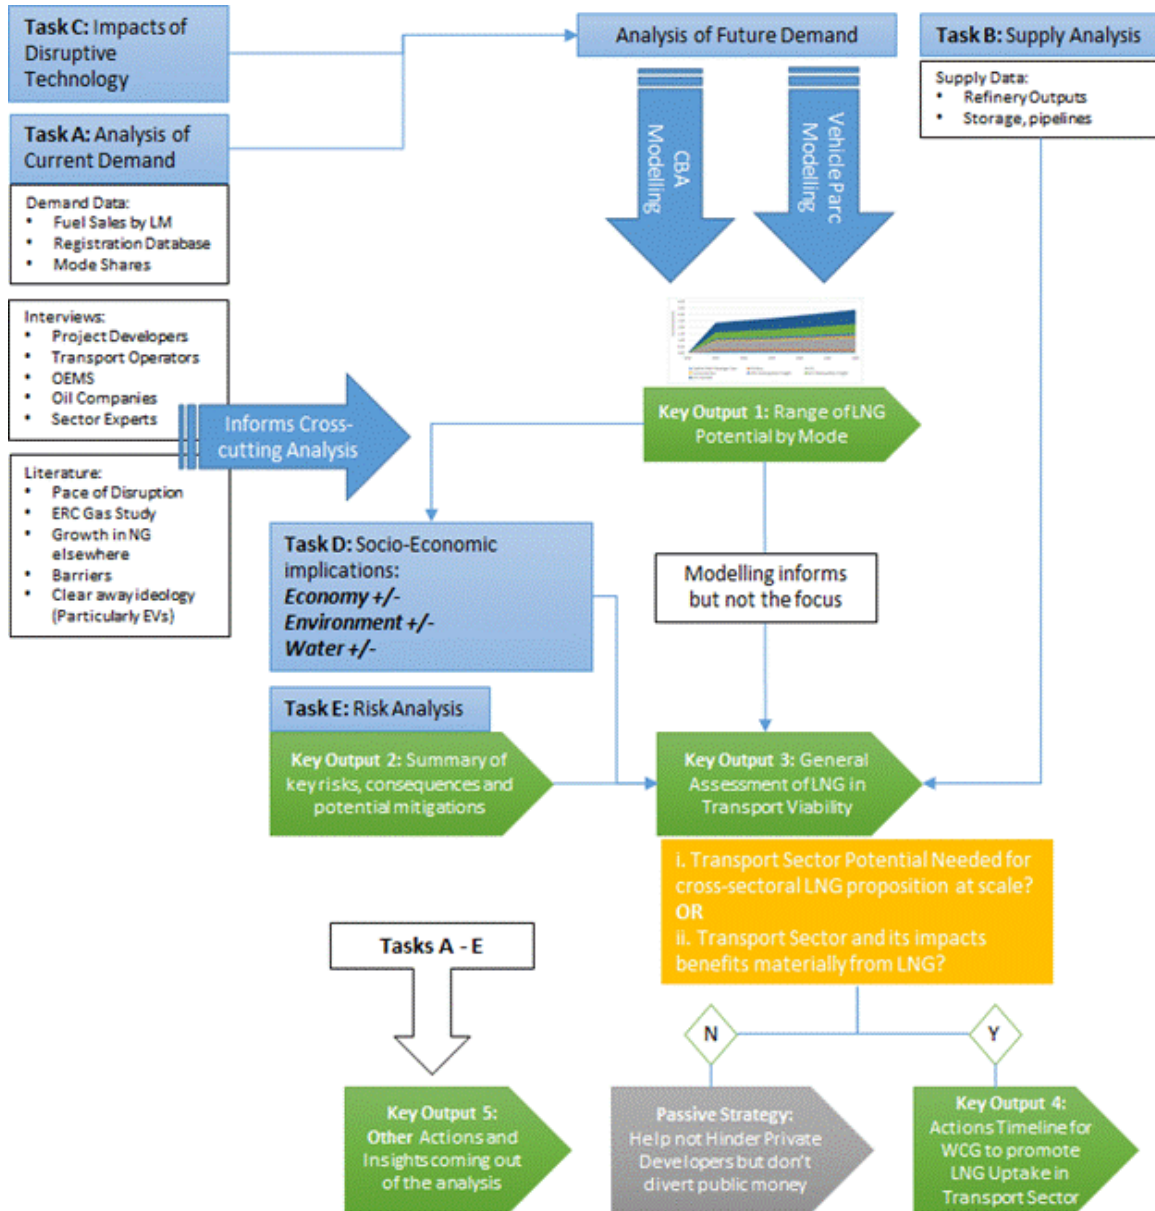 Task C: Impacts of
Disruptive
Technology
Analysis of Future Demand
Task B: Supply Analysis
Supply Data:
• Refinery Outputs
• Storage, pipelines
Task A: Analysis of
Current Demand
Demand Data:
• Fuel Sales by LM
• Registration Database
• Mode Shares
CBA
Modelling
Vehicle Parc
Modelling
Interviews:
• Project Developers
• Transport Operators
• OEMS
• Oil Companies
• Sector Experts
Informs Cross-
cutting Analysis
Key Output 1: Range of LNG
Potential by Mode
Literature:
• Pace of Disruption
• ERC Gas Study
• Growth in NG
elsewhere
• Barriers
• Clear away ideology
(Particularly EVs)
Task D: Socio-Economic
implications:
Economy +/-
Environment +/-
Water +/-
Modelling informs
but not the focus
Task E: Risk Analysis
Key Output 2: Summary of
key risks, consequences and
potential mitigations
Key Output 3: General
Assessment of LNG in
Transport Viability
i. Transport Sector Potential Needed for
cross-sectoral LNG proposition at scale?
OR
ii. Transport Sector and its impacts
benefits materially from LNG?
Tasks A - E
N
Y
Key Output 5:
Other Actions and
Insights coming out
of the analysis
Passive Strategy:
Help not Hinder Private
Developers but don't
divert public money
Key Output 4:
Actions Timeline for
WCG to promote
LNG Uptake in
Transport Sector